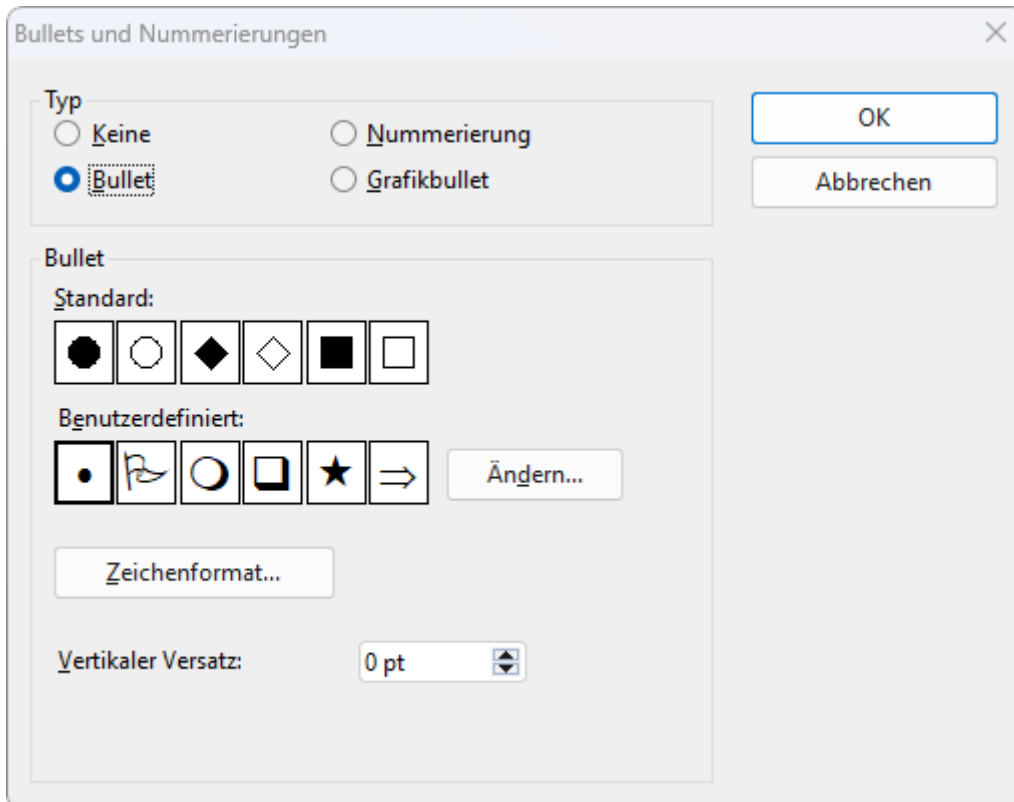 Bullets und Nummerierungen
Typ
Keine
Nummerierung
OK
Bullet
Grafikbullet
Abbrechen
Bullet
Standard:
Benutzerdefiniert:
Ändern...
Zeichenformat...
Vertikaler Versatz:
0 pt